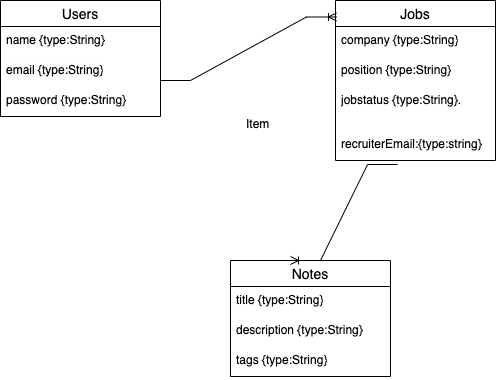 Users
name {type:String}
email {type:String}
password {type:String}
Jobs
company {type:String}
position {type:String}
jobstatus {type:String}.
recruiterEmail:{type:string}
Item
Notes
title {type:String}
description {type:String}
tags {type:String}